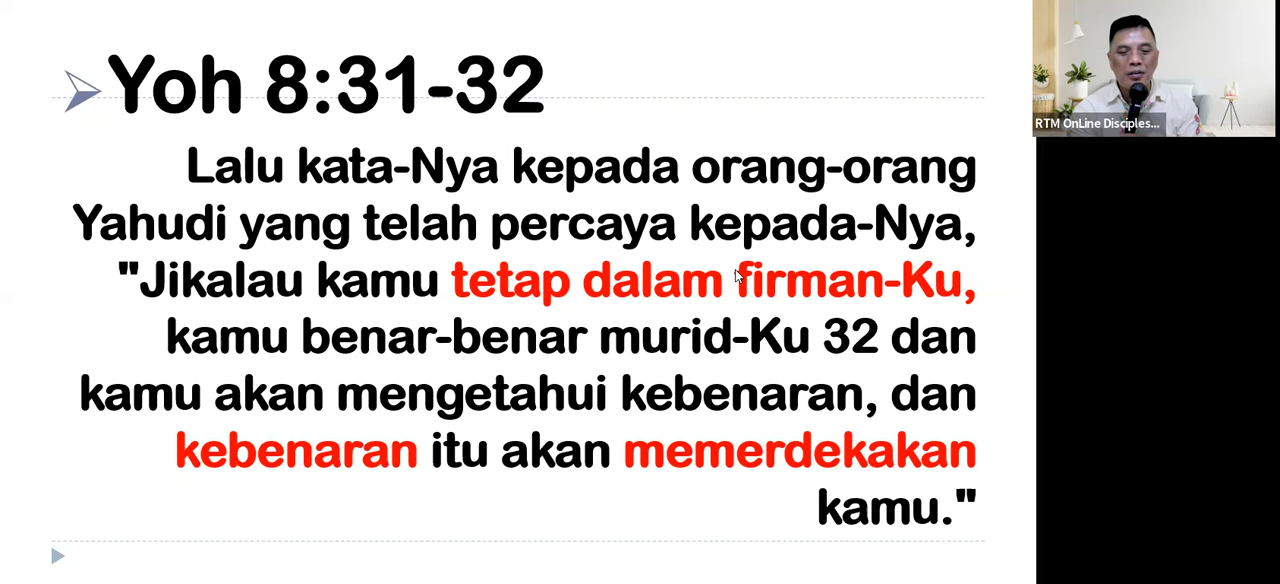 Yoh 8:31-32
Lalu kata-Nya kepada orang-orang
Yahudi yang telah percaya kepada-Nya,
"Jikalau kamu tetap dalam firman-Ku,
kamu benar-benar murid-Ku 32 dan
kamu akan mengetahui kebenaran, dan
kebenaran itu akan memerdekakan
kamu."
RTM OnLine Disciples...